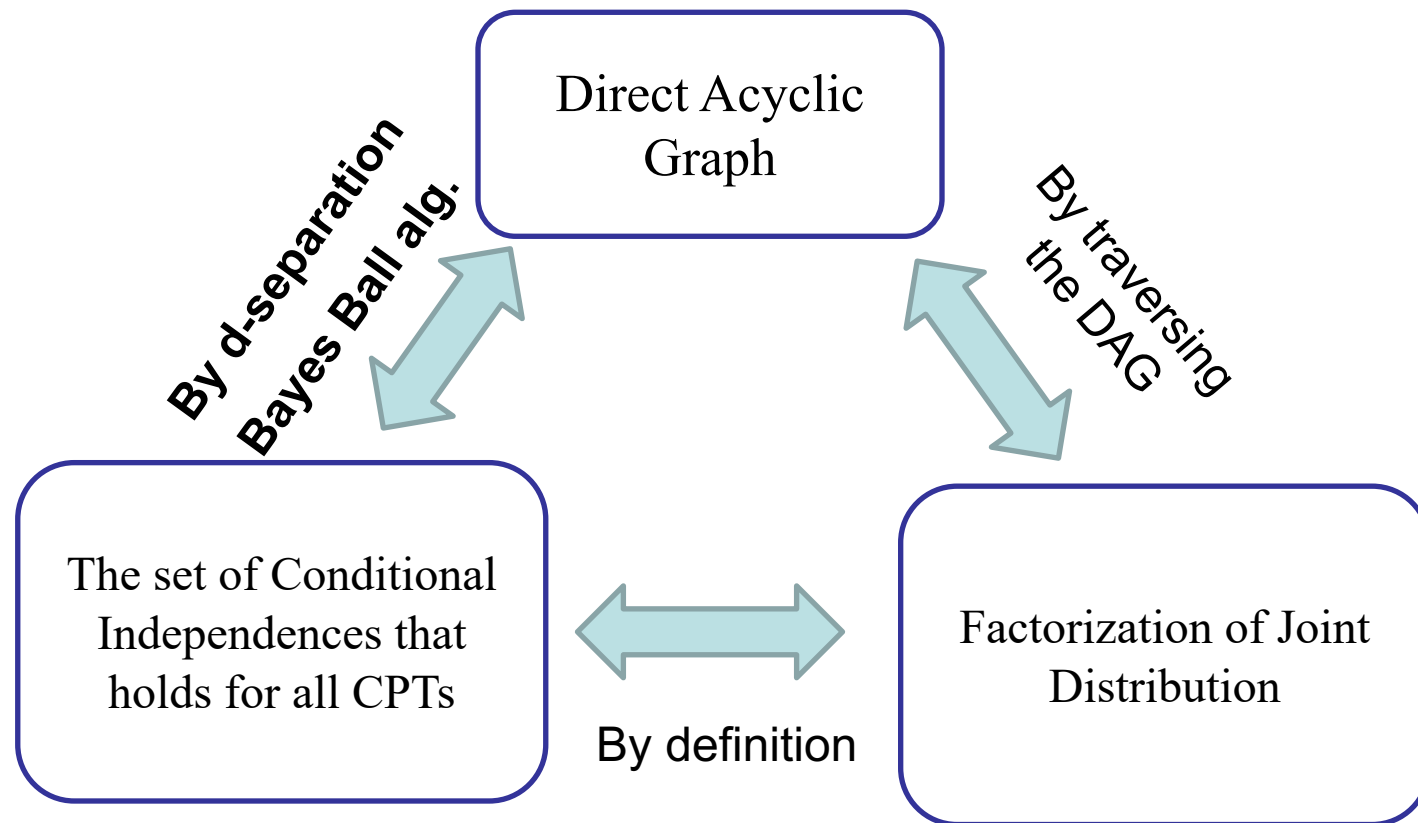 Direct Acyclic
Graph
By d-separation
Bayes Ball alg.
By traversing
the DAG
The set of Conditional
Independences that
holds for all CPTs
Factorization of Joint
Distribution
By definition